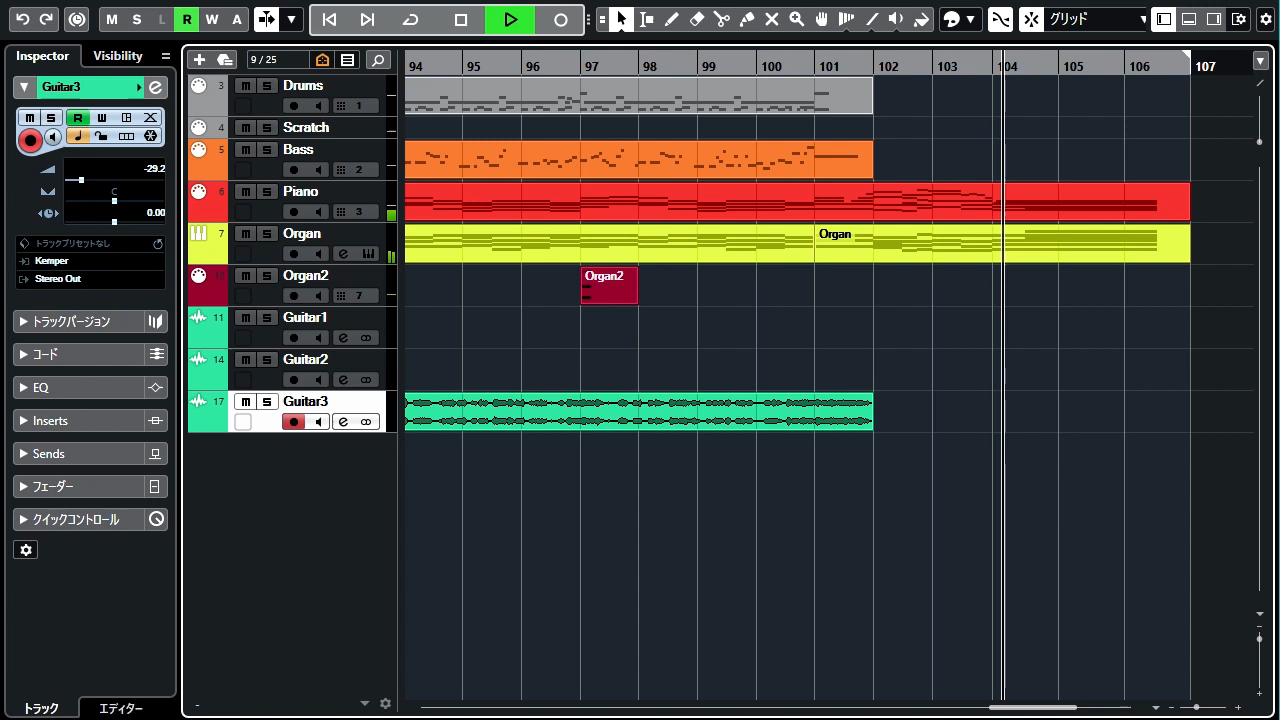 M S L R W A グリッド
Inspector Visibility
9 / 25
94 95 96 97 98 99 100 101 102 103 104 105 106 107
Guitar3
M S R W
-29.2
C
0.00
トラックプリセットなし
Kemper
Stereo Out
トラックバージョン
コード
EQ
Inserts
Sends
フェーダー
クイックコントロール
トラック エディター
3 M S Drums
1
4 M S Scratch
5 M S Bass
2
6 M S Piano
3
7 M S Organ
Organ
M S Organ2
7
Organ2
11 M S Guitar1
14 M S Guitar2
17 M S Guitar3